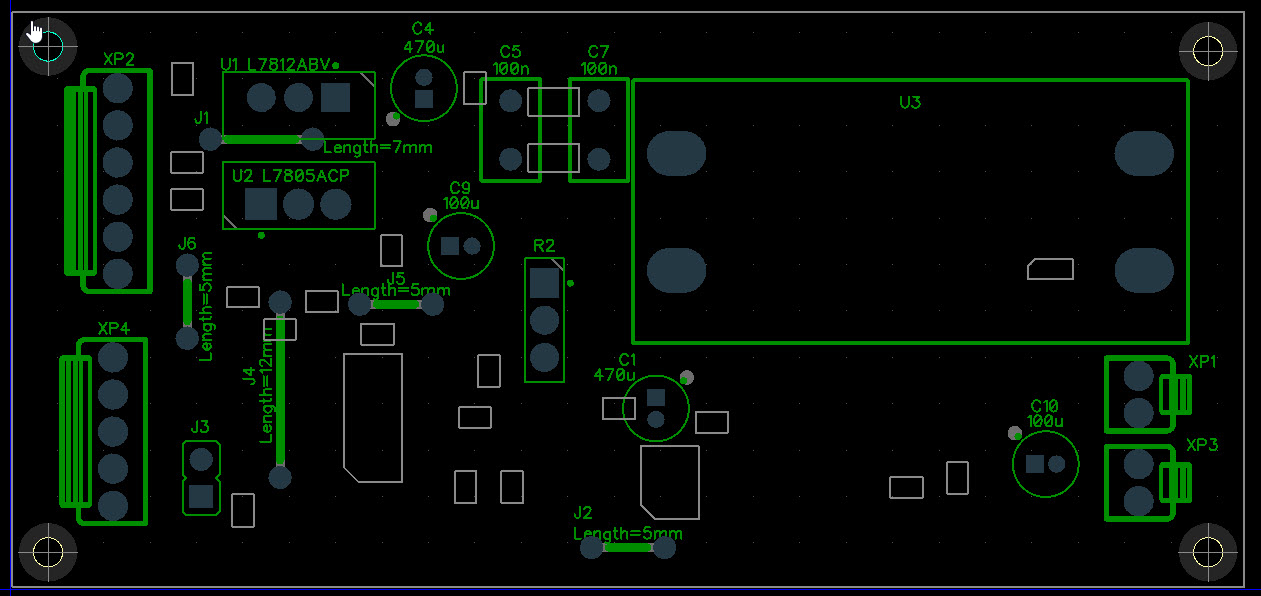 C4
470u
XP2
U1 L7812ABV
C5
100n
C7
100n
U3
J1
Length=7mm
U2 L7805ACP
C9
100u
J6
Length=5mm
R2
J5
Length=5mm
XP4
J4
Length=12mm
C1
470u
XP1
C10
100u
J3
XP3
J2
Length=5mm